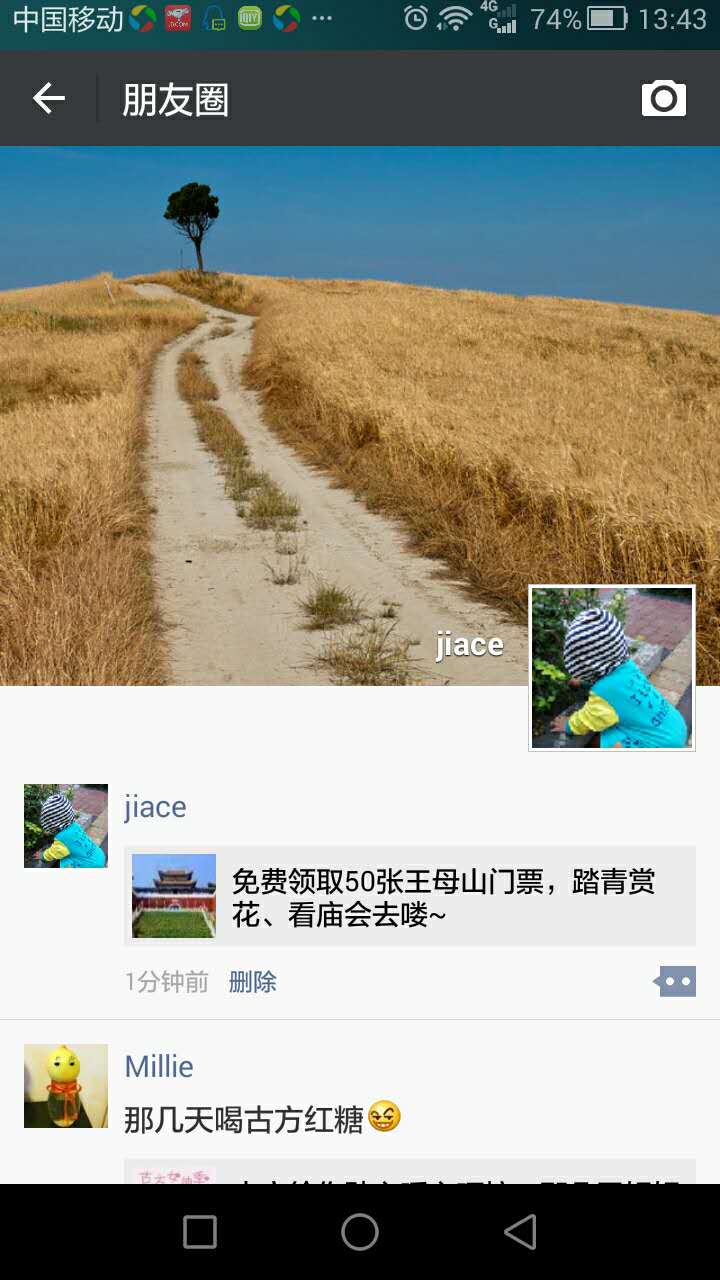 中国移动 4G G 74% 13:43
朋友圈
jiace
jiace
免费领取50张王母山门票，踏青赏
花、看庙会去喽~
1分钟前 删除
Millie
那几天喝古方红糖